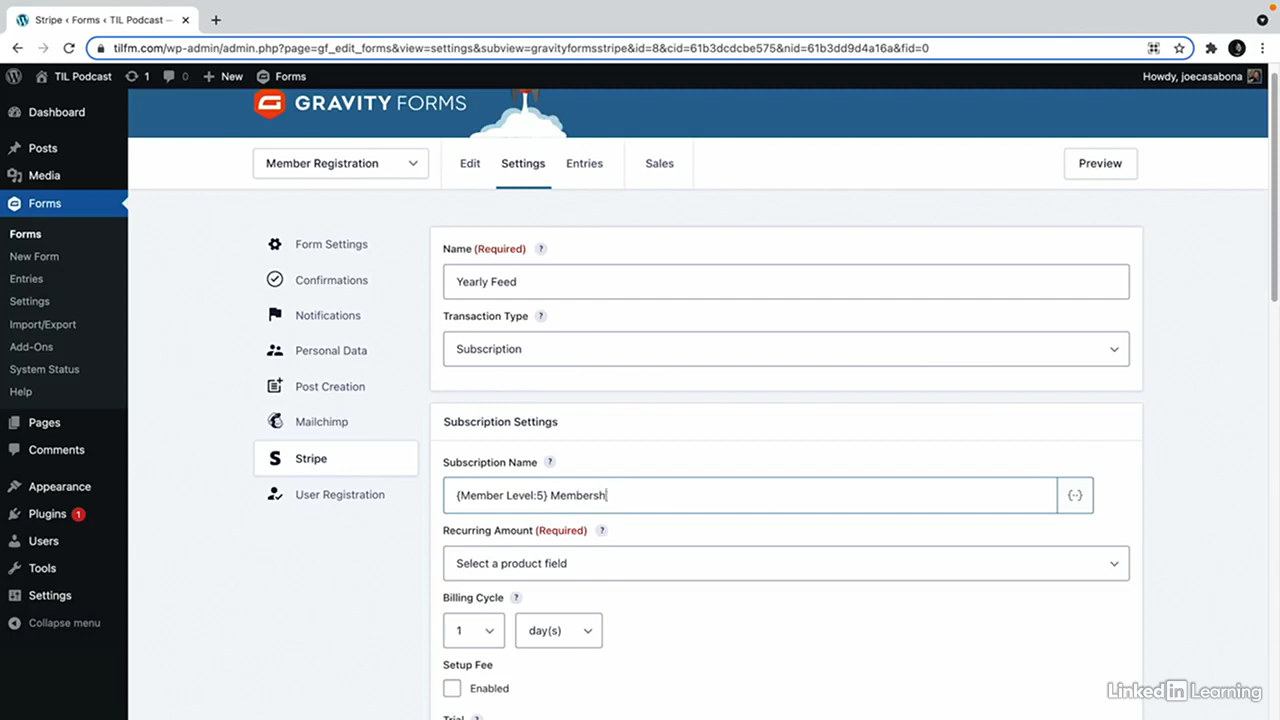 Stripe ‹ Forms ‹ TIL Podcast —
tilfm.com/wp-admin/admin.php?page=gf_edit_forms&view=settings&subview=gravityformsstripe&id=8&cid=61b3dcdcbe575&nid=61b3dd9d4a16a&fid=0
TIL Podcast 1 0 New Forms Howdy, joecasabona
Dashboard
Posts
Media
Forms
Forms
New Form
Entries
Settings
Import/Export
Add-Ons
System Status
Help
Pages
Comments
Appearance
Plugins 1
Users
Tools
Settings
Collapse menu
GRAVITY FORMS
Member Registration Edit Settings Entries Sales Preview
Form Settings
Confirmations
Notifications
Personal Data
Post Creation
Mailchimp
Stripe
User Registration
Name (Required) ?
Yearly Feed
Transaction Type ?
Subscription
Subscription Settings
Subscription Name ?
{Member Level:5} Membersh
Recurring Amount (Required) ?
Select a product field
Billing Cycle ?
1 day(s)
Setup Fee
Enabled
Trial ?
Linked in Learning